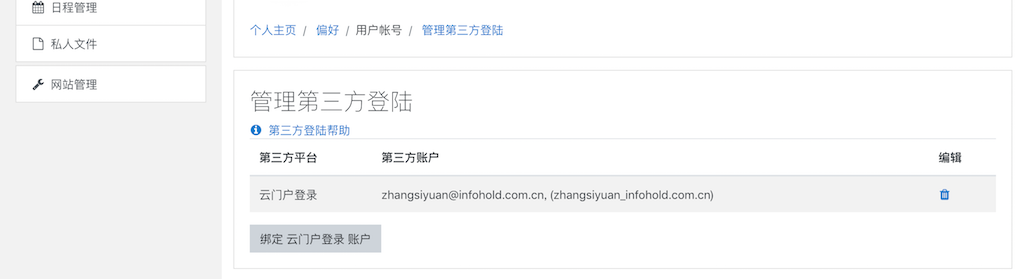 日程管理
私人文件
网站管理
个人主页 / 偏好 / 用户帐号 / 管理第三方登陆
管理第三方登陆
第三方登陆帮助
第三方平台 第三方账户 编辑
云门户登录 zhangsiyuan@infohold.com.cn, (zhangsiyuan_infohold.com.cn)
绑定 云门户登录 账户